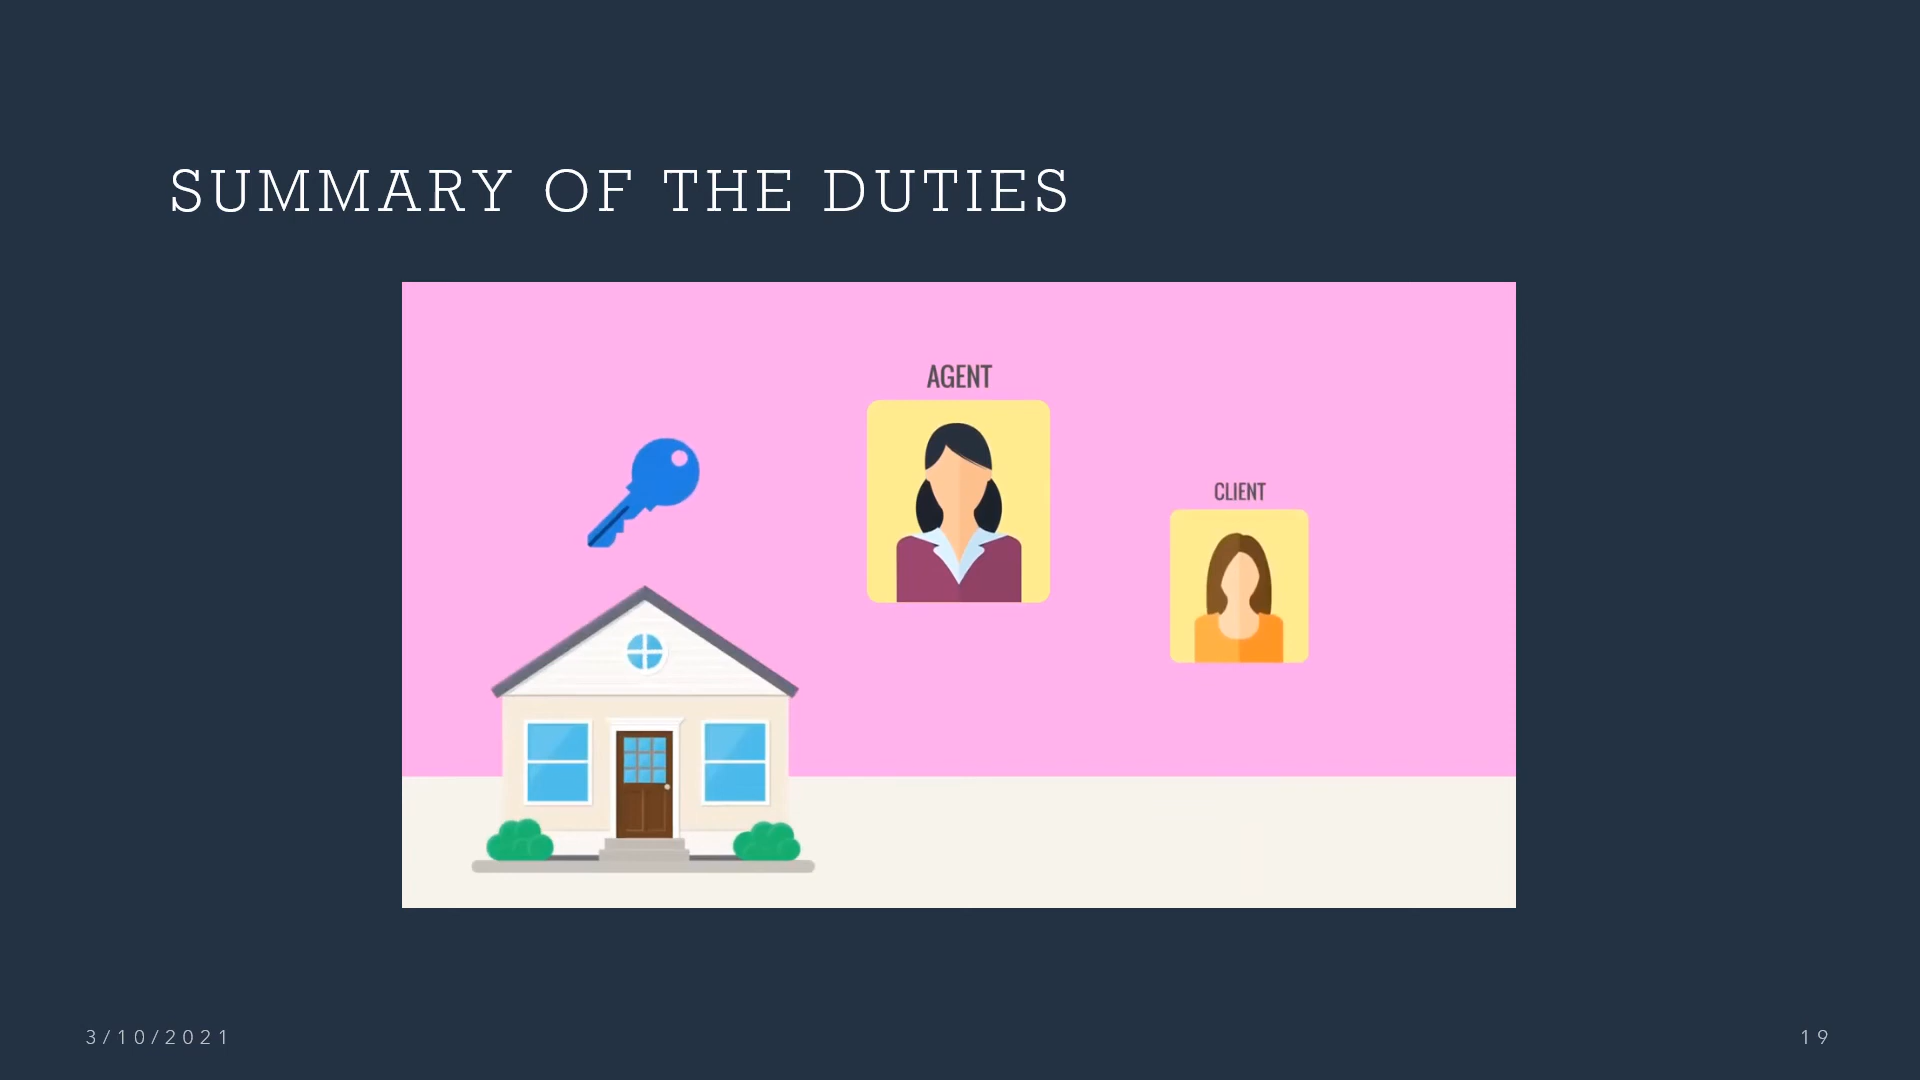 SUMMARY OF THE DUTIES
AGENT
CLIENT
3/10/2021
19